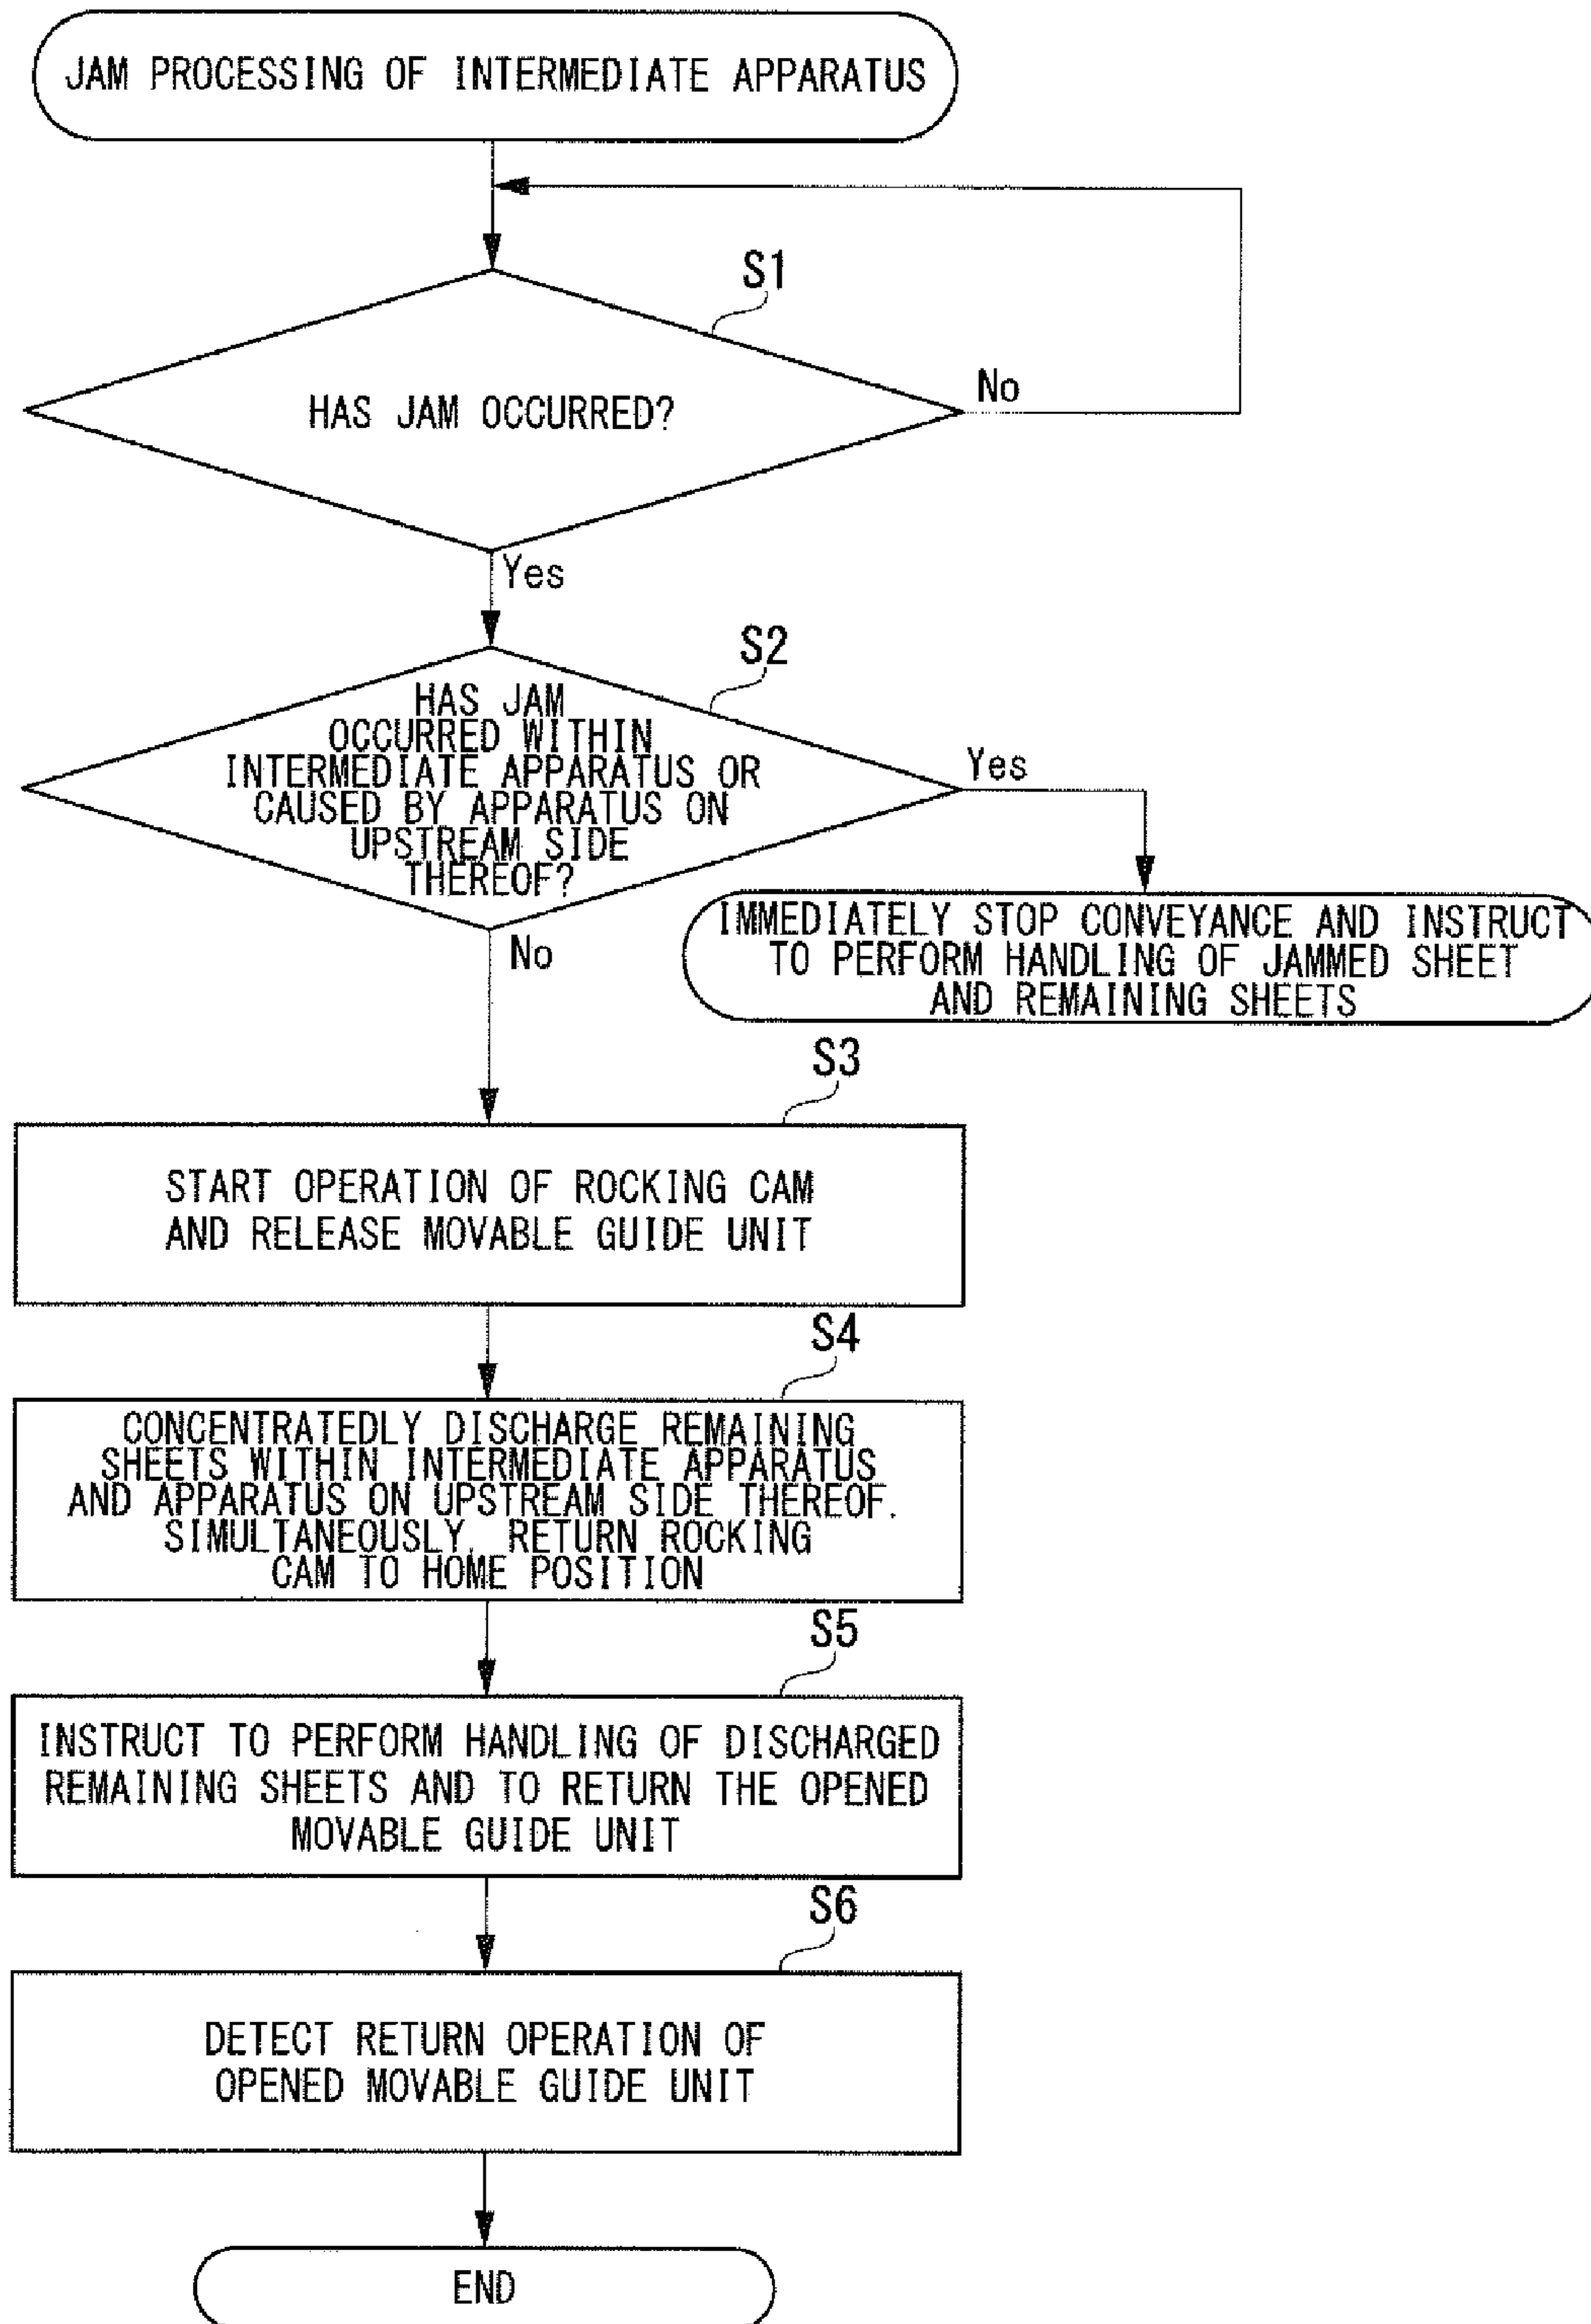 JAM PROCESSING OF INTERMEDIATE APPARATUS
S1
HAS JAM OCCURRED?
No
Yes
S2
HAS JAM
OCCURRED WITHIN
INTERMEDIATE APPARATUS OR
CAUSED BY APPARATUS ON
UPSTREAM SIDE
THEREOF?
Yes
No
IMMEDIATELY STOP CONVEYANCE AND INSTRUCT
TO PERFORM HANDLING OF JAMMED SHEET
AND REMAINING SHEETS
S3
START OPERATION OF ROCKING CAM
AND RELEASE MOVABLE GUIDE UNIT
S4
CONCENTRATEDLY DISCHARGE REMAINING
SHEETS WITHIN INTERMEDIATE APPARATUS
AND APPARATUS ON UPSTREAM SIDE THEREOF.
SIMULTANEOUSLY, RETURN ROCKING
CAM TO HOME POSITION
S5
INSTRUCT TO PERFORM HANDLING OF DISCHARGED
REMAINING SHEETS AND TO RETURN THE OPENED
MOVABLE GUIDE UNIT
S6
DETECT RETURN OPERATION OF
OPENED MOVABLE GUIDE UNIT
END